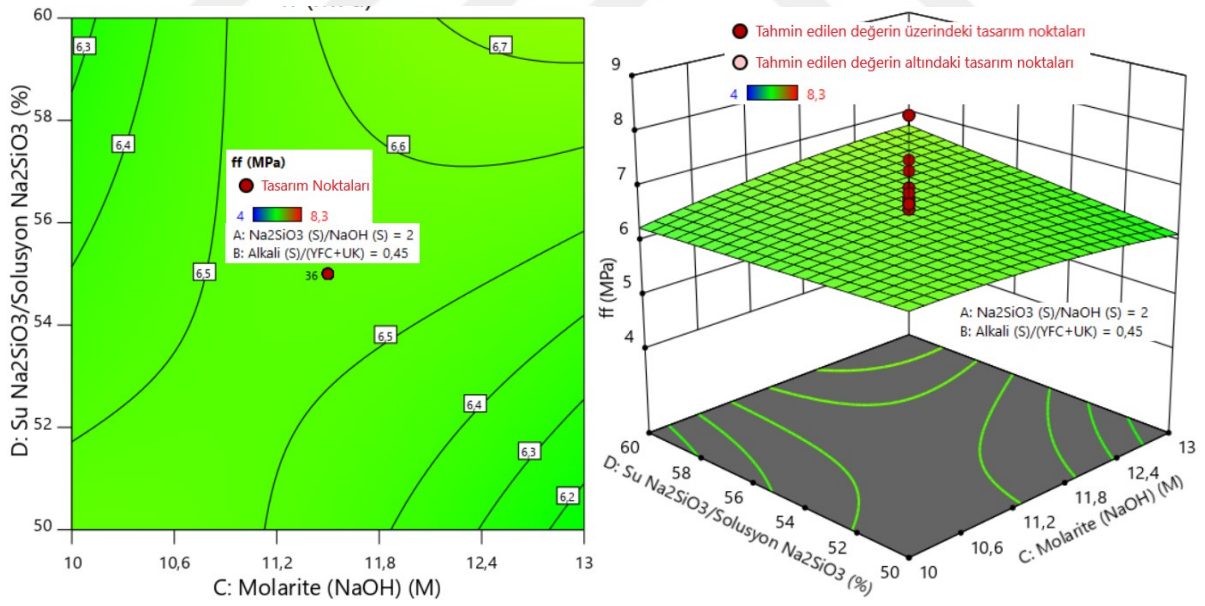 60
58
56
54
52
50
D: Su Na2SiO3/Solusyon Na2SiO3 (%)
6,3
6,7
6,4
6,6
ff (MPa)
Tasarım Noktaları
4 8,3
A: Na2SiO3 (S)/NaOH (S) = 2
B: Alkali (S)/(YFC+UK) = 0,45
6,5
36
6,5
6,4
6,3
6,2
10 10,6 11,2 11,8 12,4 13
C: Molarite (NaOH) (M)
Tahmin edilen değerin üzerindeki tasarım noktaları
Tahmin edilen değerin altındaki tasarım noktaları
4 8,3
9
8
7
6
5
4
ff (MPa)
A: Na2SiO3 (S)/NaOH (S) = 2
B: Alkali (S)/(YFC+UK) = 0,45
60
58
56
54
52
50
D: Su Na2SiO3/Solusyon Na2SiO3 (%)
10
10,6
11,2
11,8
12,4
13
C: Molarite (NaOH) (M)